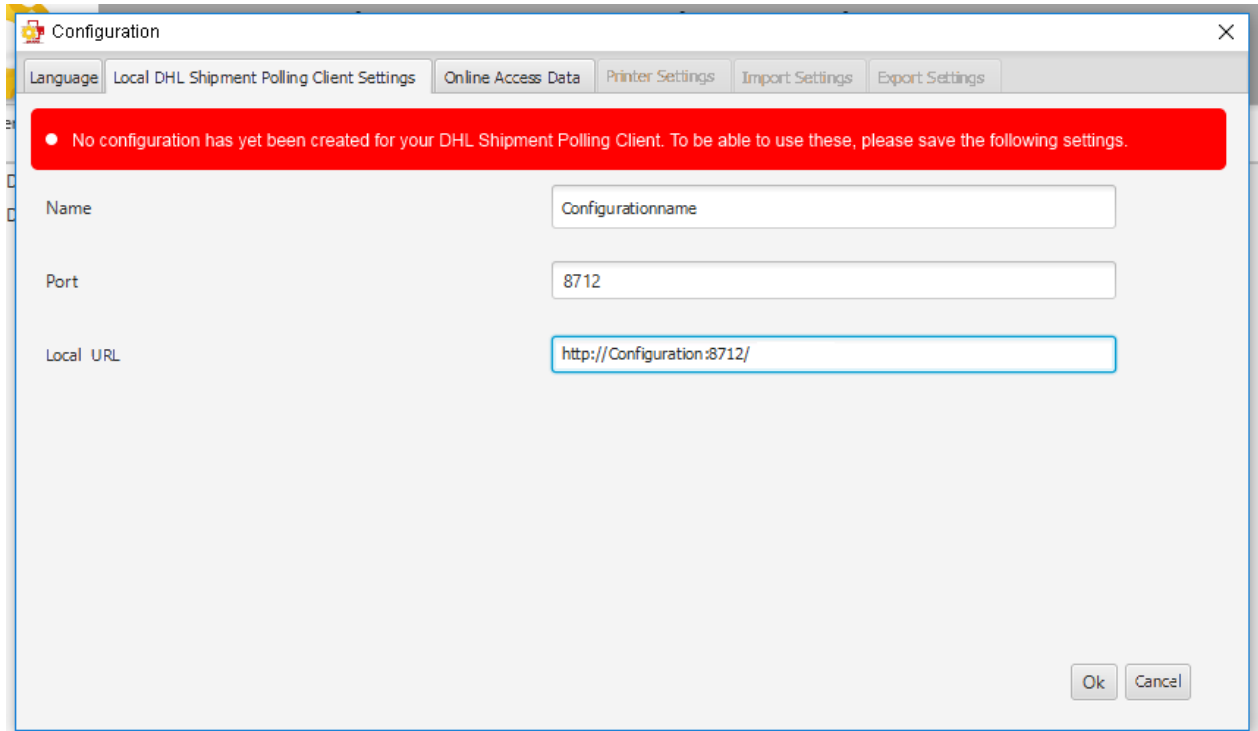 Configuration
Language Local DHL Shipment Polling Client Settings Online Access Data Printer Settings Import Settings Export Settings
No configuration has yet been created for your DHL Shipment Polling Client. To be able to use these, please save the following settings.
Name Configurationname
Port 8712
Local URL http://Configuration:8712/
Ok Cancel